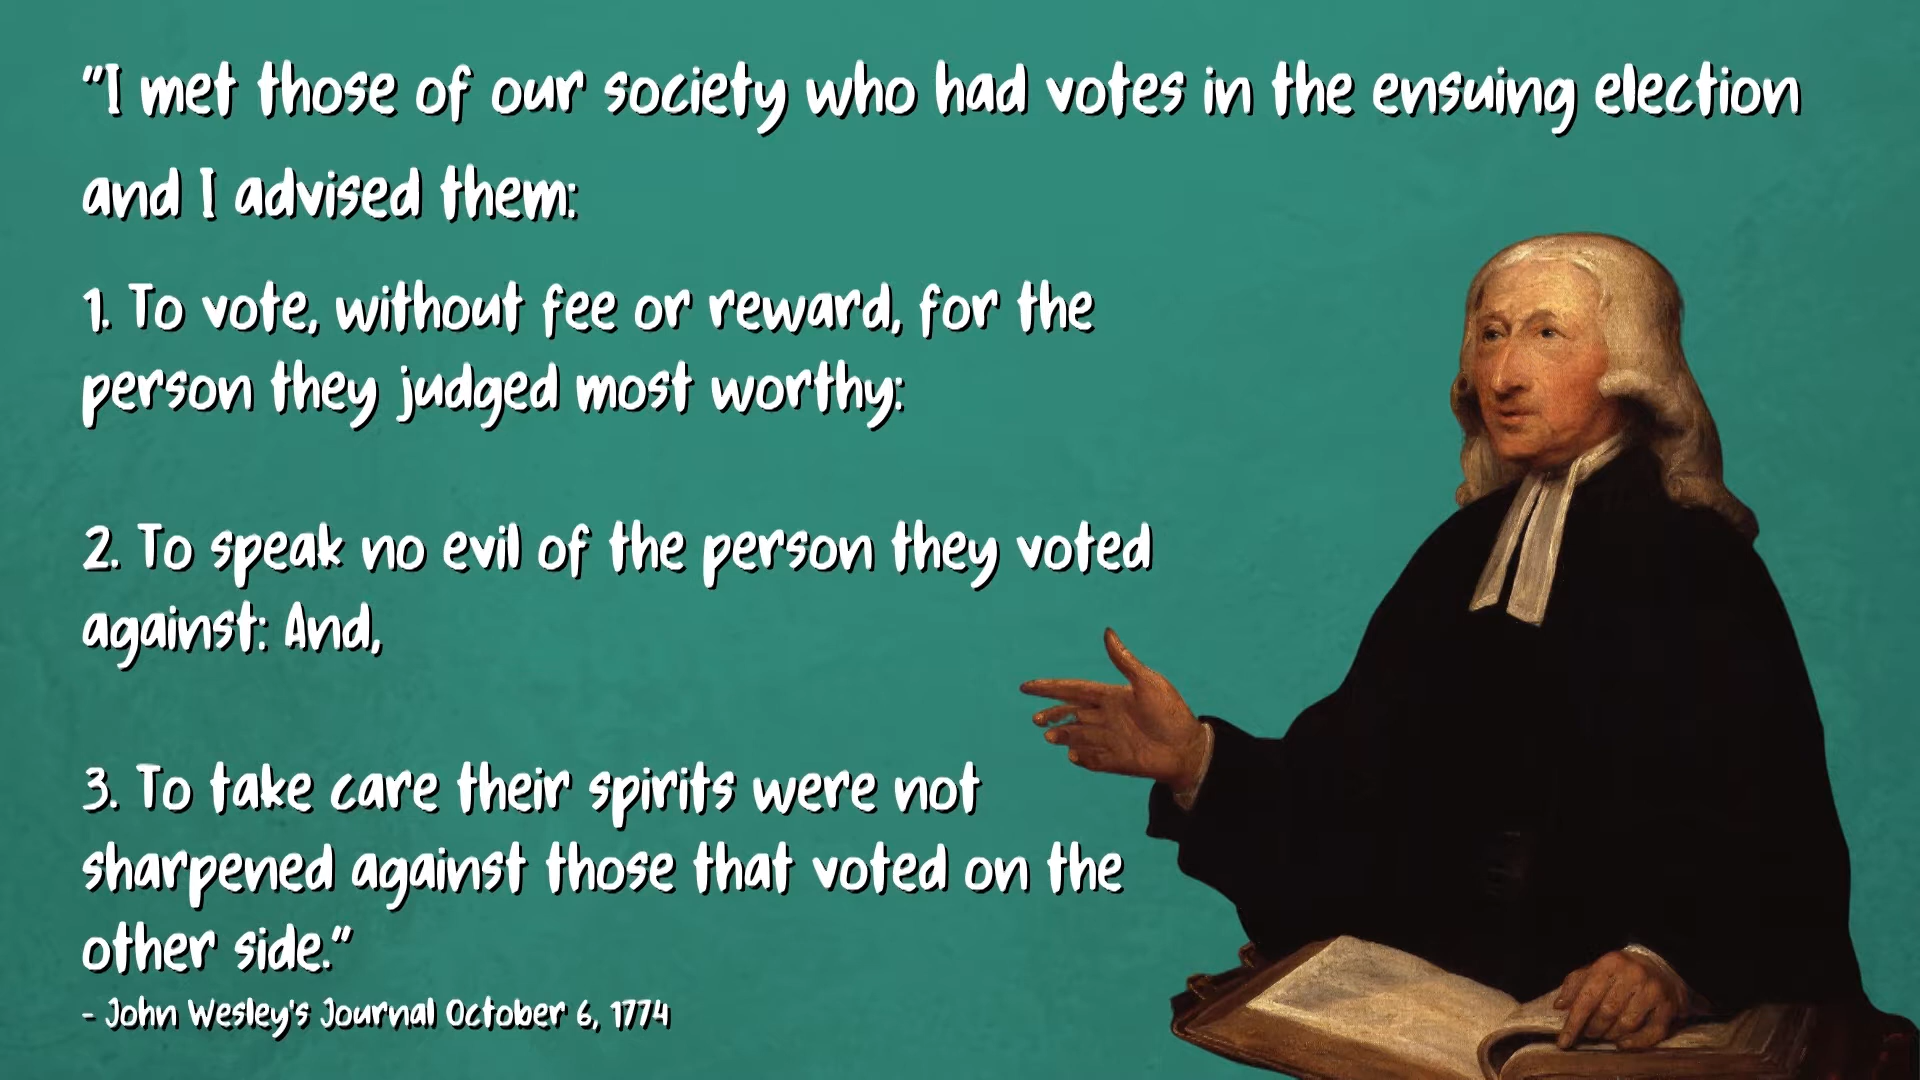 "I met those of our society who had votes in the ensuing election
and I advised them:
1. To vote, without fee or reward, for the
person they judged most worthy:
2. To speak no evil of the person they voted
against: And,
3. To take care their spirits were not
sharpened against those that voted on the
other side."
- John Wesley's Journal October 6, 1774